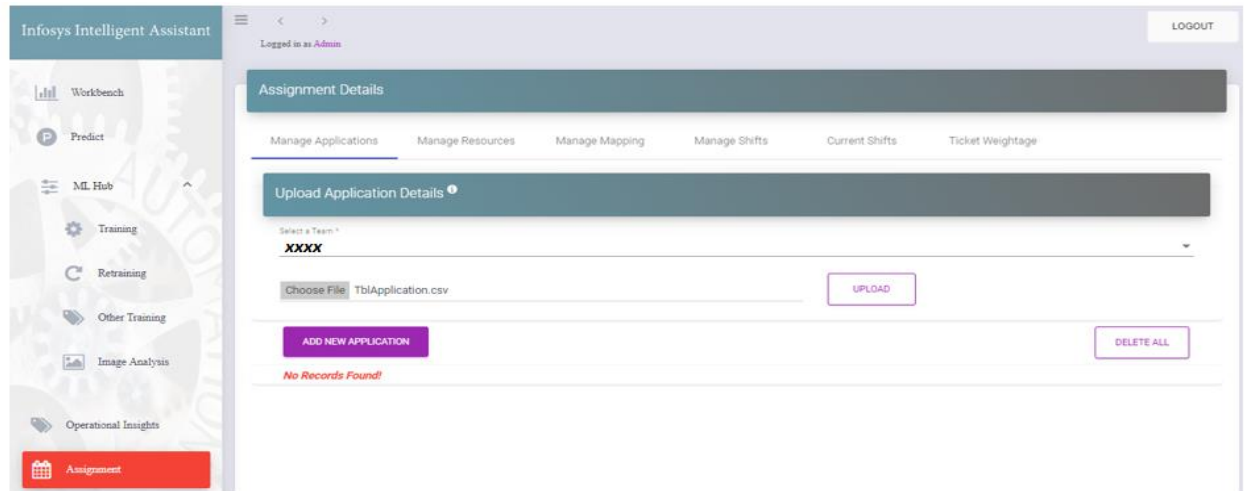 Infosys Intelligent Assistant
LOGOUT
Logged in as Admin
Workbench
Predict
ML Hub
Training
Retraining
Other Training
Image Analysis
Operational Insights
Assignment
Assignment Details
Manage Applications Manage Resources Manage Mapping Manage Shifts Current Shifts Ticket Weightage
Upload Application Details
Select a Team *
XXXX
Choose File TblApplication.csv UPLOAD
ADD NEW APPLICATION DELETE ALL
No Records Found!